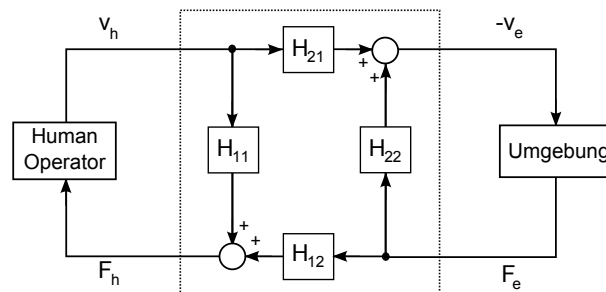 v_h
-v_e
H_21
+
+
Human
Operator
H_11
H_22
Umgebung
+
+
H_12
F_h
F_e